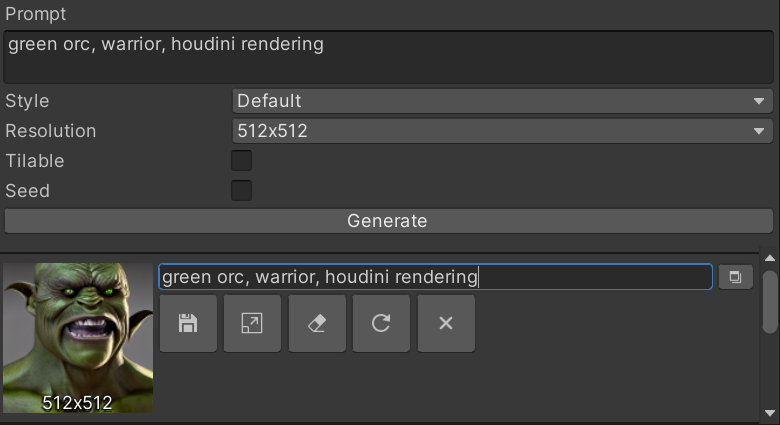 Prompt
green orc, warrior, houdini rendering
Style Default
Resolution 512x512
Tilable
Seed
Generate
green orc, warrior, houdini rendering
512x512